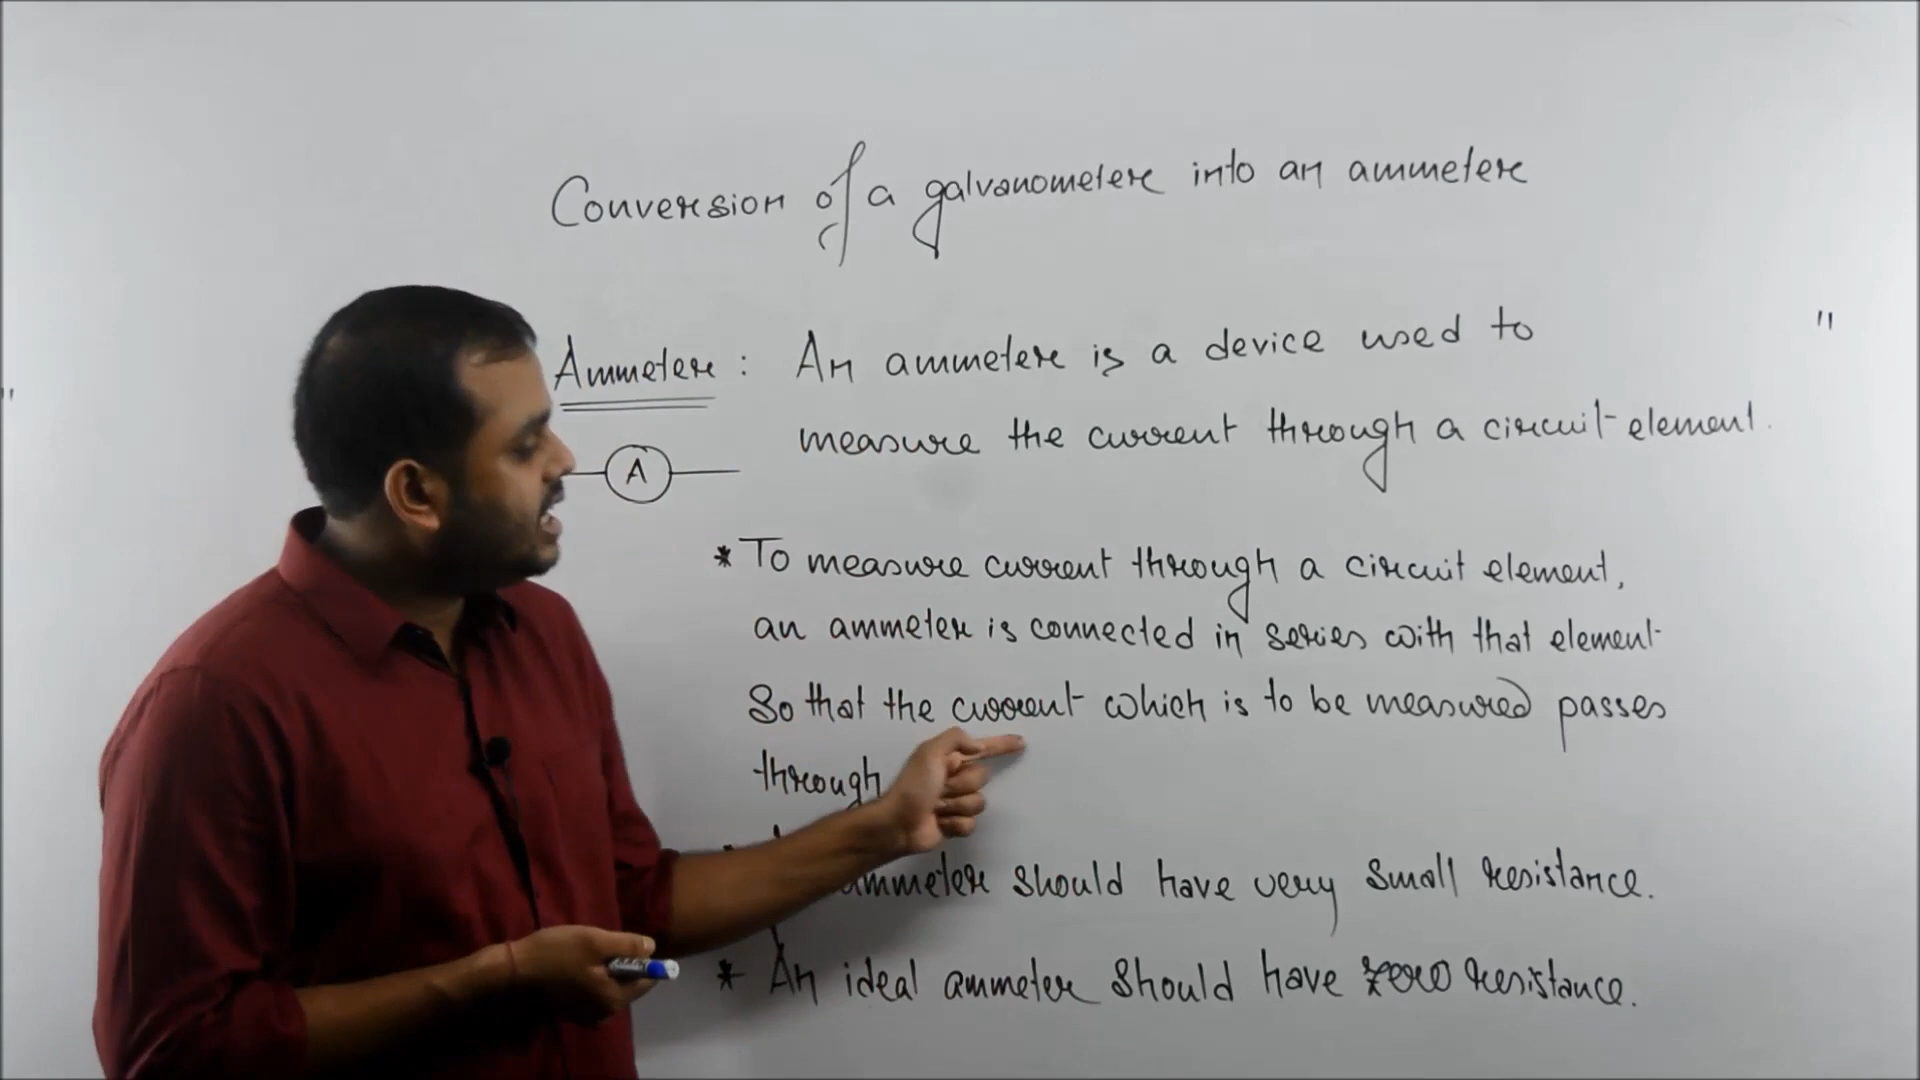 Conversion of a galvanometer into an ammeter
Ammeter : An ammeter is a device used to
measure the current through a circuit element.
A
* To measure current through a circuit element,
an ammeter is connected in series with that element
So that the current which is to be measured passes
through
ammeter should have very small resistance.
* An ideal ammeter should have zero resistance.